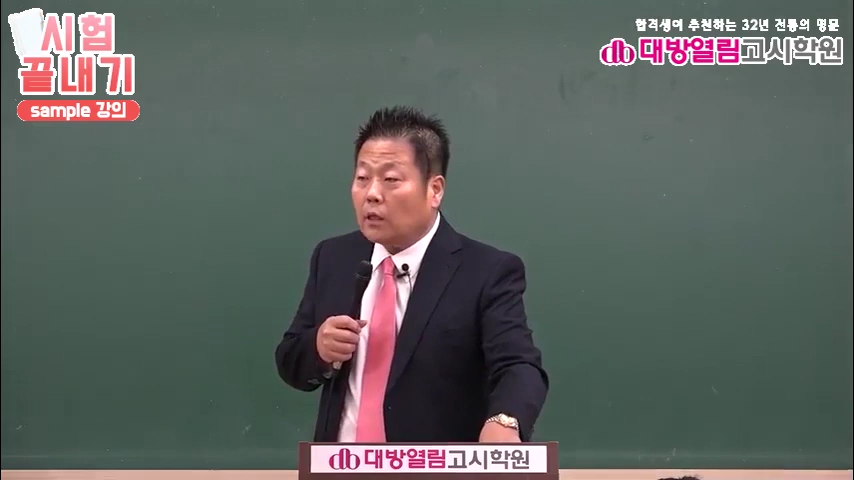 시험
끝내기
sample 강의
합격생이 추천하는 32년 전통의 명문
db 대방열림고시학원
db 대방열림고시학원